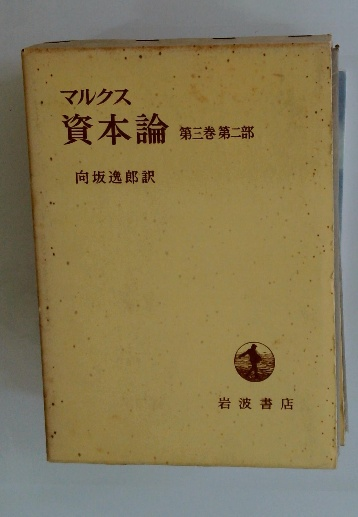 マルクス
資本論 第三巻第二部
向坂逸郎訳
岩波書店